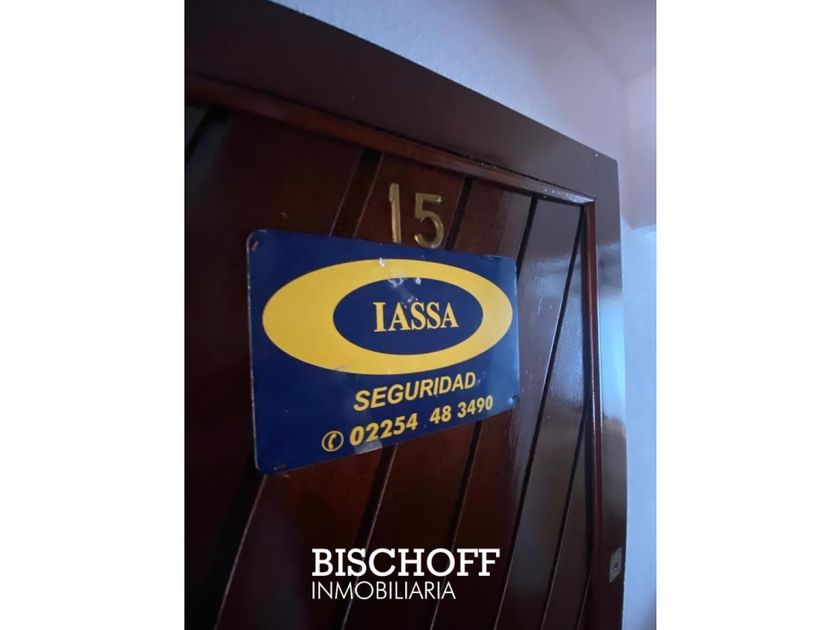 15
IASSA
SEGURIDAD
✆ 02254 48 3490
BISCHOFF
INMOBILIARIA